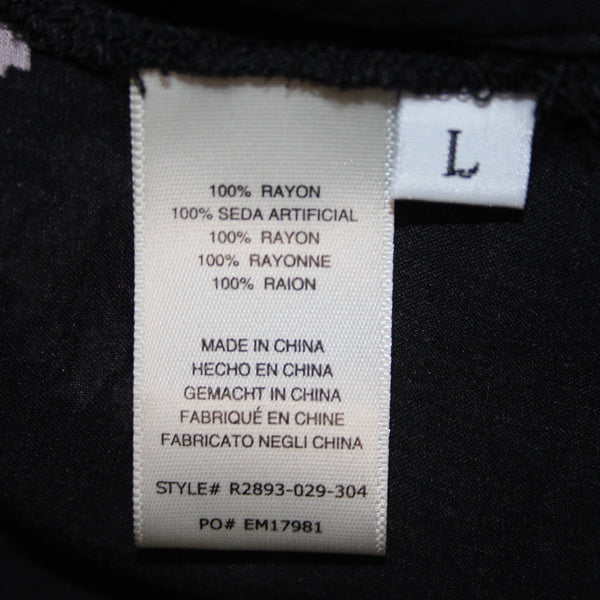 L
100% RAYON
100% SEDA ARTIFICIAL
100% RAYON
100% RAYONNE
100% RAION
MADE IN CHINA
HECHO EN CHINA
GEMACHT IN CHINA
FABRIQUÉ EN CHINE
FABRICATO NEGLI CHINA
STYLE# R2893-029-304
PO# EM17981